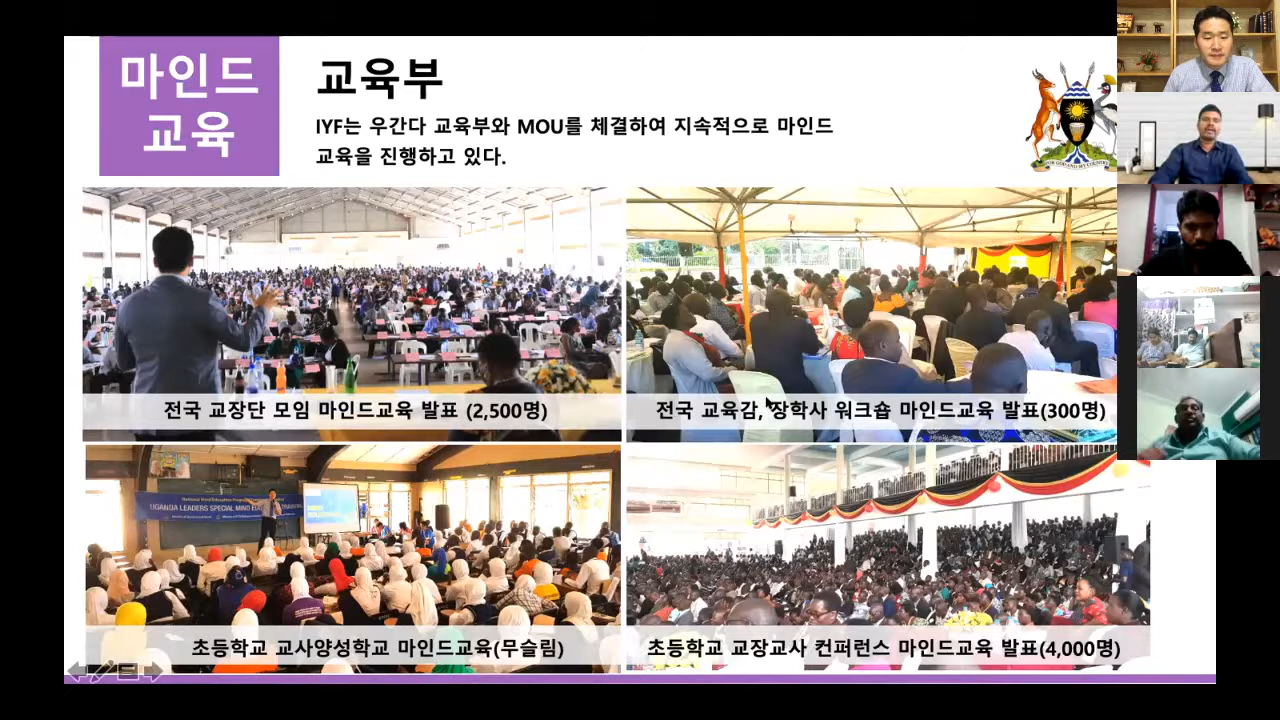 마인드
교육
교육부
IYF는 우간다 교육부와 MOU를 체결하여 지속적으로 마인드
교육을 진행하고 있다.
FOR GOD AND MY COUNTRY
전국 교장단 모임 마인드교육 발표 (2,500명)
전국 교육감, 장학사 워크숍 마인드교육 발표(300명)
UGANDA LEADERS SPECIAL MIND
초등학교 교사양성학교 마인드교육(무슬림)
초등학교 교장교사 컨퍼런스 마인드교육 발표(4,000명)